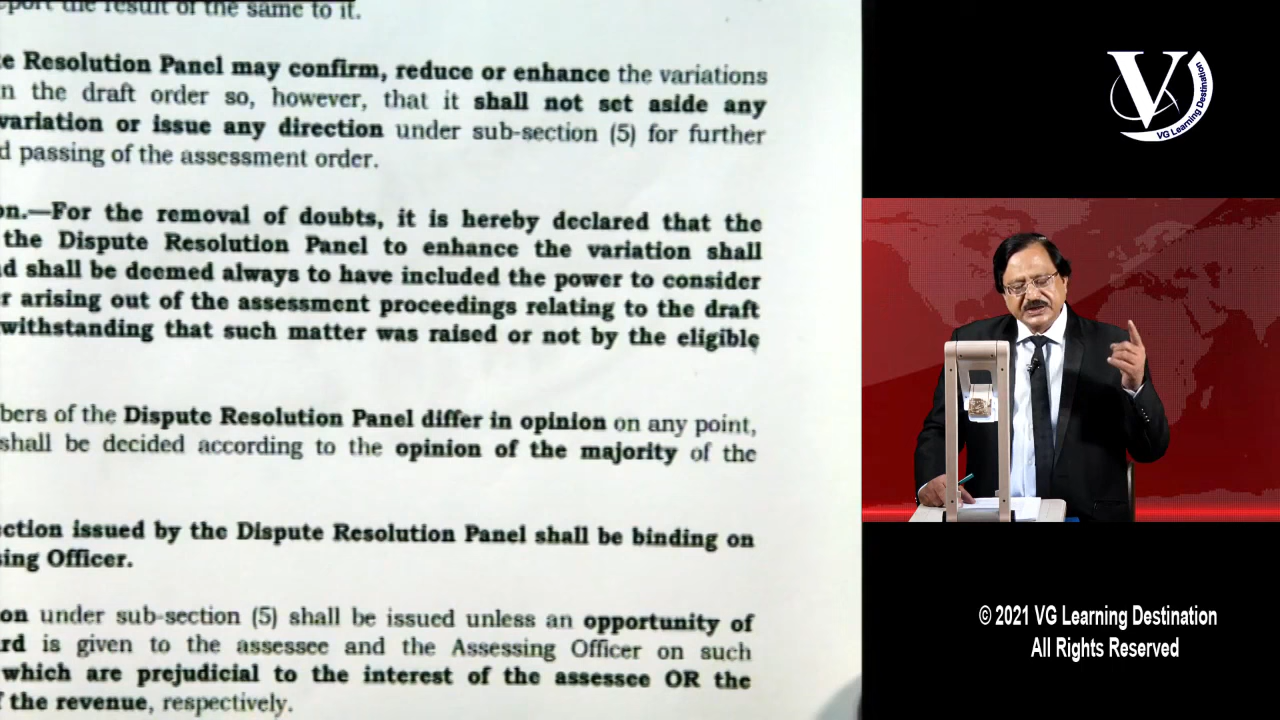 port the result of the same to it.
e Resolution Panel may confirm, reduce or enhance the variations
n the draft order so, however, that it shall not set aside any
variation or issue any direction under sub-section (5) for further
d passing of the assessment order.
on.—For the removal of doubts, it is hereby declared that the
the Dispute Resolution Panel to enhance the variation shall
d shall be deemed always to have included the power to consider
r arising out of the assessment proceedings relating to the draft
withstanding that such matter was raised or not by the eligible
bers of the Dispute Resolution Panel differ in opinion on any point,
shall be decided according to the opinion of the majority of the
ction issued by the Dispute Resolution Panel shall be binding on
sing Officer.
on under sub-section (5) shall be issued unless an opportunity of
rd is given to the assessee and the Assessing Officer on such
which are prejudicial to the interest of the assessee OR the
f the revenue, respectively.
V
VG Learning Destination
© 2021 VG Learning Destination
All Rights Reserved